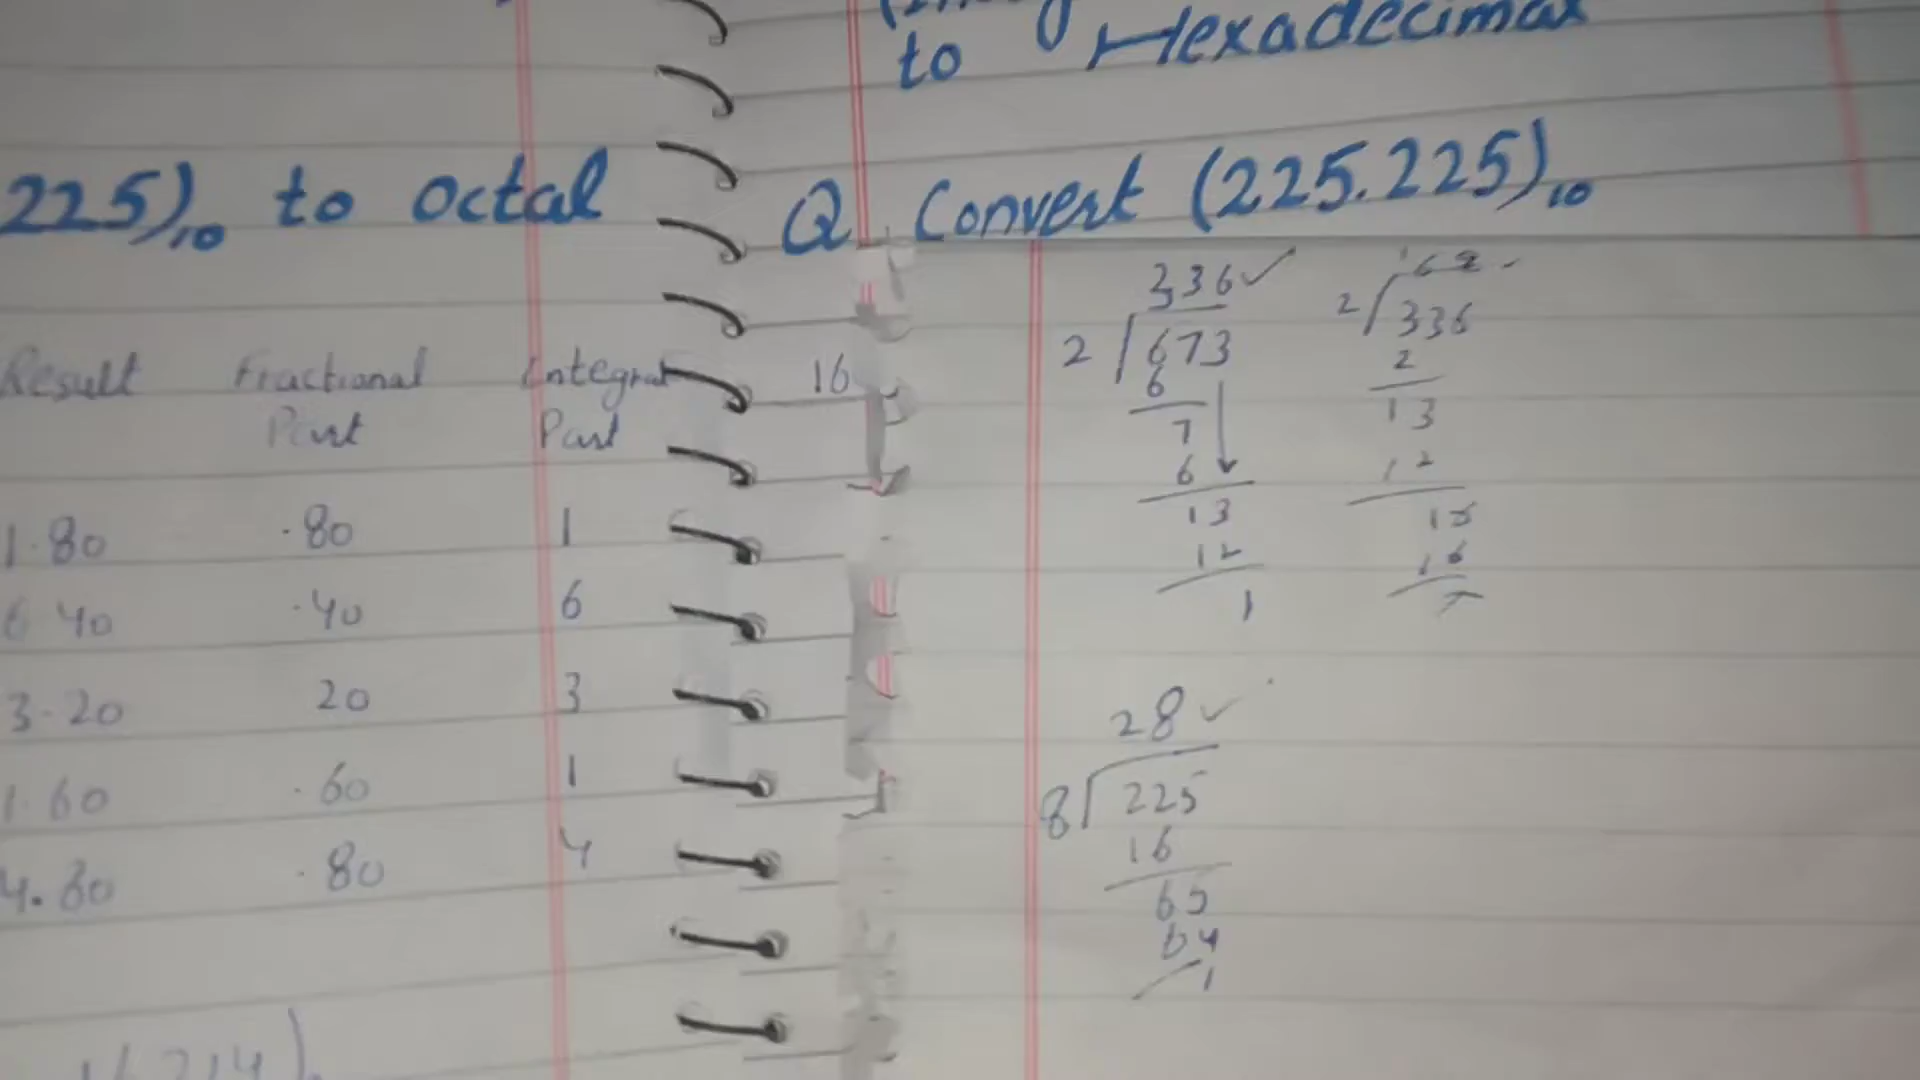 225)10 to Octal
Result Fractional Part Integral Part
1.80 .80 1
6 40 .40 6
3.20 20 3
1.60 .60 1
4.80 .80 4
to Hexadecimal
Q. Convert (225.225)10
16
336✓
2 673
6
7
6
13
12
1
168
2 336
2
13
12
16
16
28✓
8 225
16
65
64
1